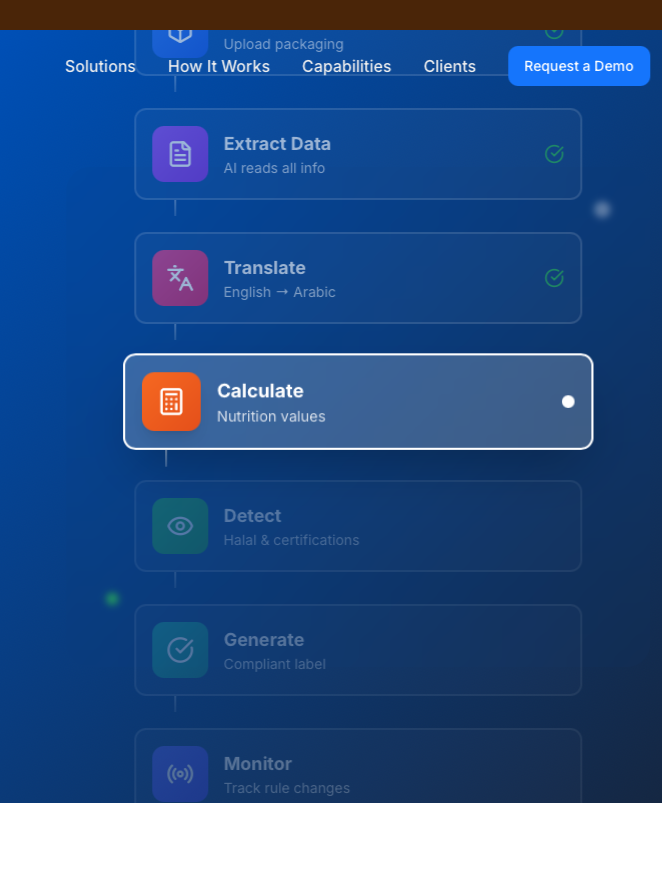 Upload packaging
Solutions How It Works Capabilities Clients Request a Demo
Extract Data
AI reads all info
Translate
English → Arabic
Calculate
Nutrition values
Detect
Halal & certifications
Generate
Compliant label
Monitor
Track rule changes